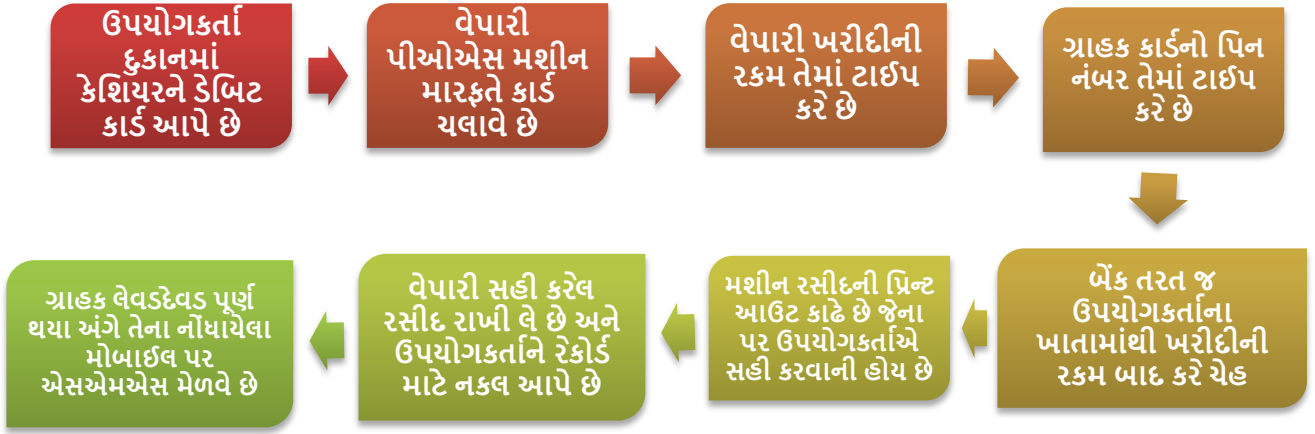 ઉપયોગકર્તા
દુકાનમાં
કેશિયરને ડેબિટ
કાર્ડ આપે છે
વેપારી
પીઓએસ મશીન
મારફતે કાર્ડ
ચલાવે છે
વેપારી ખરીદીની
રકમ તેમાં ટાઈપ
કરે છે
ગ્રાહક કાર્ડનો પિન
નંબર તેમાં ટાઈપ
કરે છે
બેંક તરત જ
ઉપયોગકર્તાના
ખાતામાંથી ખરીદીની
રકમ બાદ કરે ચેહ
મશીન રસીદની પ્રિન્ટ
આઉટ કાઢે છે જેના
પર ઉપયોગકર્તાએ
સહી કરવાની હોય છે
વેપારી સહી કરેલ
રસીદ રાખી લે છે અને
ઉપયોગકર્તાને રેકોર્ડ
માટે નકલ આપે છે
ગ્રાહક લેવડદેવડ પૂર્ણ
થયા અંગે તેના નોંધાયેલા
મોબાઈલ પર
એસએમએસ મેળવે છે